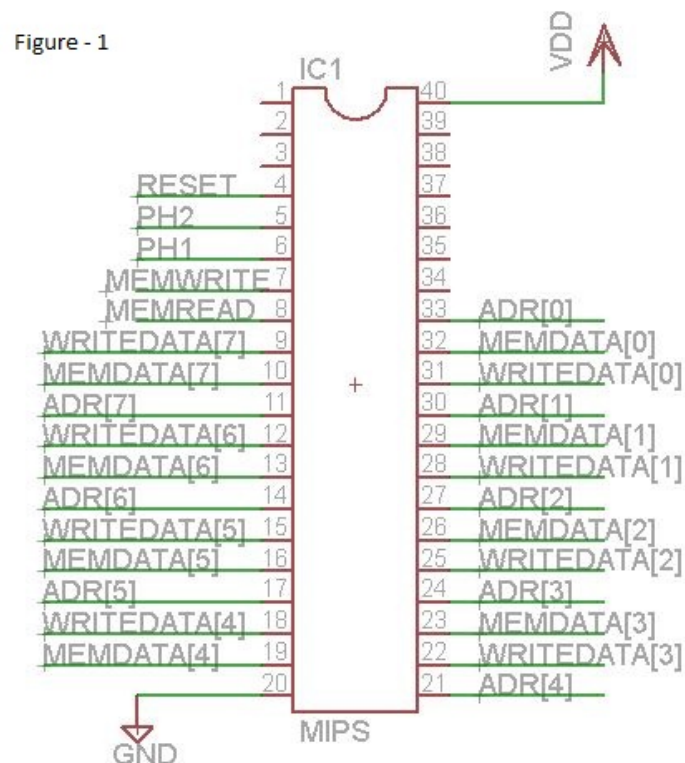 Figure - 1
VDD
IC1
1 40
2 39
3 38
RESET 4 37
PH2 5 36
PH1 6 35
MEMWRITE 7 34
MEMREAD 8 33 ADR[0]
WRITEDATA[7] 9 32 MEMDATA[0]
MEMDATA[7] 10 31 WRITEDATA[0]
ADR[7] 11 30 ADR[1]
WRITEDATA[6] 12 29 MEMDATA[1]
MEMDATA[6] 13 28 WRITEDATA[1]
ADR[6] 14 27 ADR[2]
WRITEDATA[5] 15 26 MEMDATA[2]
MEMDATA[5] 16 25 WRITEDATA[2]
ADR[5] 17 24 ADR[3]
WRITEDATA[4] 18 23 MEMDATA[3]
MEMDATA[4] 19 22 WRITEDATA[3]
20 21 ADR[4]
MIPS
GND